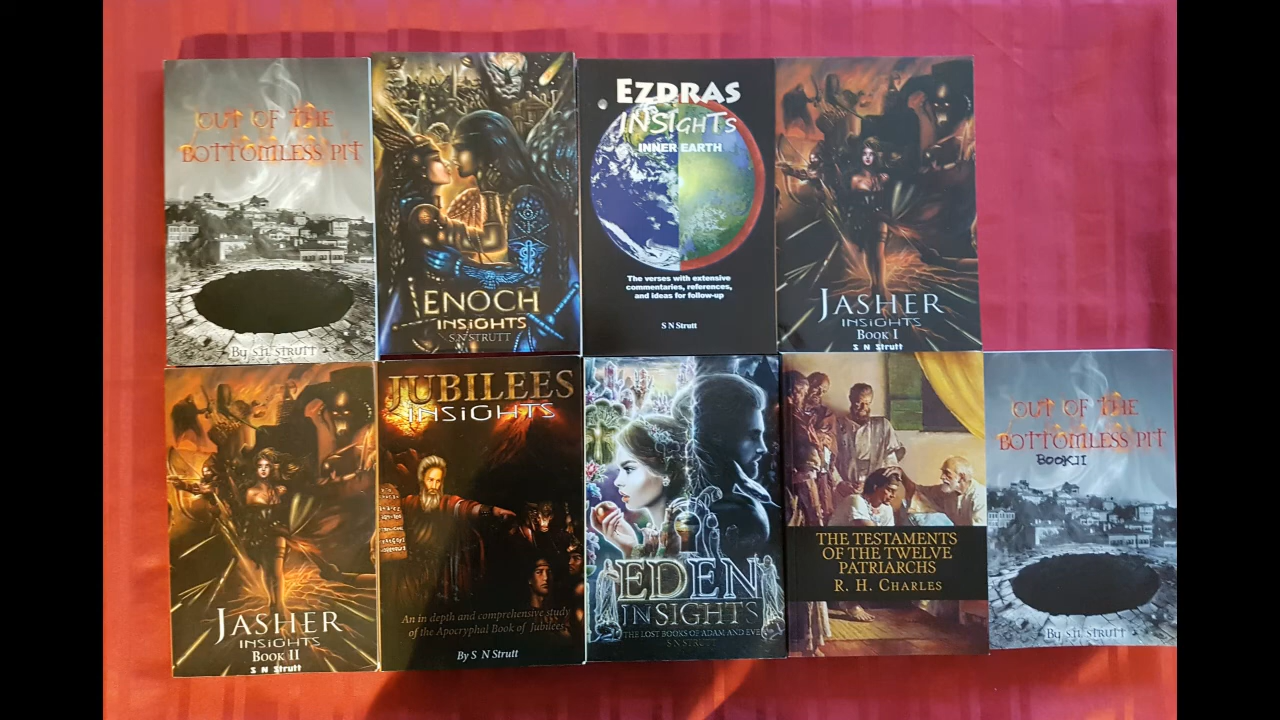 OUT OF THE
BOTTOMLESS PIT
By S.N. STRUTT
ENOCH
INSIGHTS
S.N STRUTT
EZDRAS
INSIGHTS
INNER EARTH
The verses with extensive
commentaries, references,
and ideas for follow-up
S N Strutt
JASHER
INSIGHTS
Book I
S N Strutt
JASHER
INSIGHTS
Book II
S N Strutt
JUBILEES
INSIGHTS
An in depth and comprehensive study
of the Apocryphal Book of Jubilees
By S N Strutt
EDEN
INSIGHTS
THE LOST BOOKS OF ADAM AND EVE
S N STRUTT
THE TESTAMENTS
OF THE TWELVE
PATRIARCHS
R. H. CHARLES
OUT OF THE
BOTTOMLESS PIT
BOOK II
By S.N. STRUTT